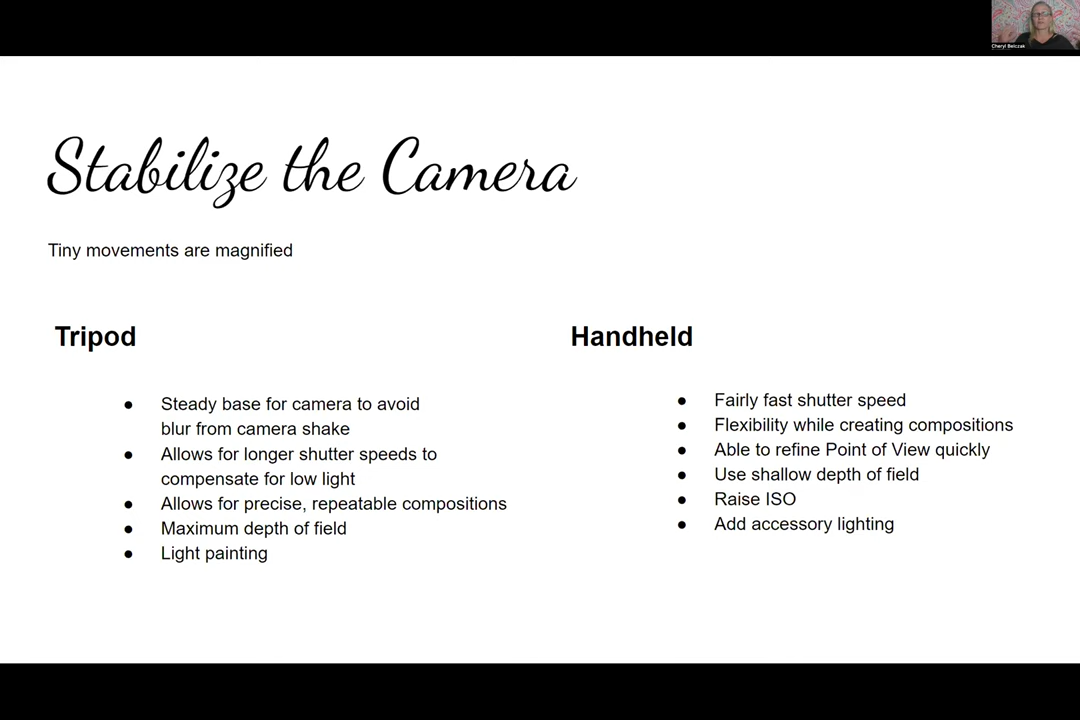 Cheryl Belczak
Stabilize the Camera
Tiny movements are magnified
Tripod
● Steady base for camera to avoid
blur from camera shake
● Allows for longer shutter speeds to
compensate for low light
● Allows for precise, repeatable compositions
● Maximum depth of field
● Light painting
Handheld
● Fairly fast shutter speed
● Flexibility while creating compositions
● Able to refine Point of View quickly
● Use shallow depth of field
● Raise ISO
● Add accessory lighting